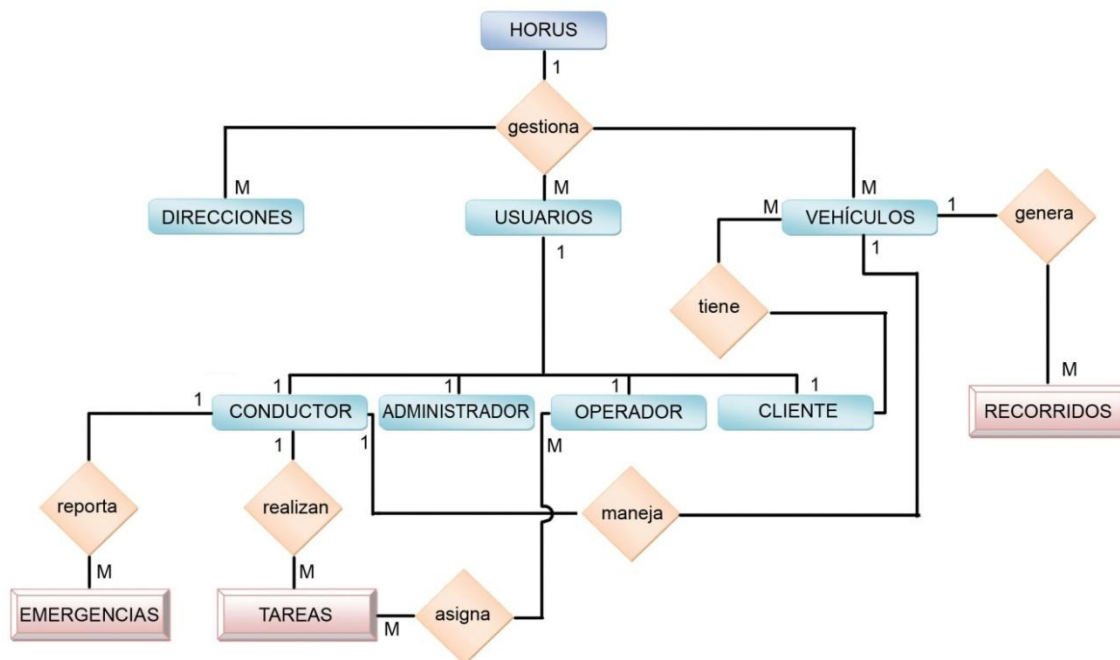 HORUS
1
gestiona
M
M
M
DIRECCIONES
USUARIOS
VEHÍCULOS
M
1
genera
1
1
tiene
M
RECORRIDOS
1
1
1
1
1
CONDUCTOR
ADMINISTRADOR
OPERADOR
CLIENTE
1
1
M
reporta
realizan
maneja
M
M
EMERGENCIAS
TAREAS
M
asigna